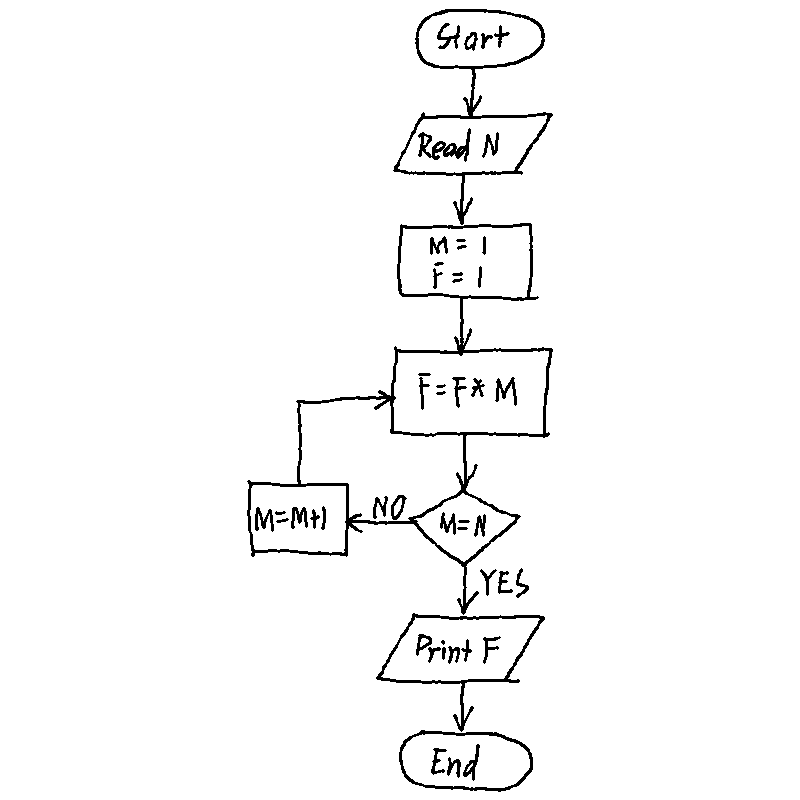 Start
Read N
M = 1
F = 1
F = F * M
M = N
NO
M = M + 1
YES
Print F
End